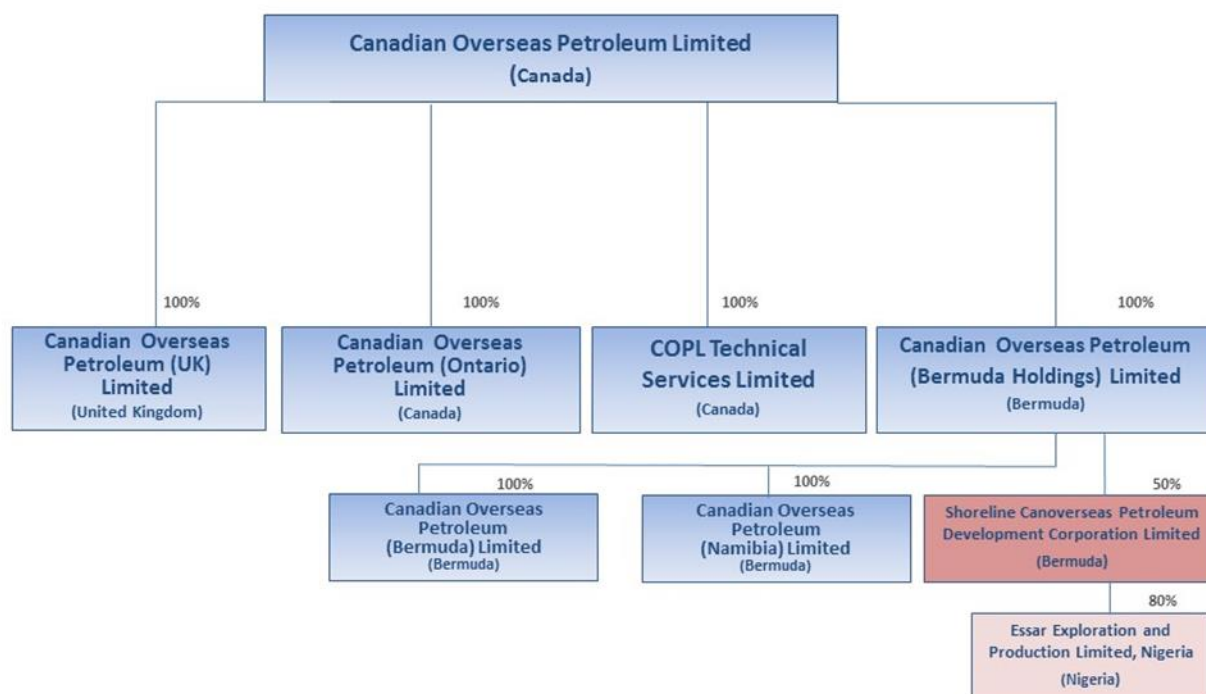 Canadian Overseas Petroleum Limited
(Canada)
100%
100%
100%
100%
Canadian Overseas
Petroleum (UK)
Limited
(United Kingdom)
Canadian Overseas
Petroleum (Ontario)
Limited
(Canada)
COPL Technical
Services Limited
(Canada)
Canadian Overseas Petroleum
(Bermuda Holdings) Limited
(Bermuda)
100%
100%
50%
Canadian Overseas
Petroleum
(Bermuda) Limited
(Bermuda)
Canadian Overseas
Petroleum
(Namibia) Limited
(Bermuda)
Shoreline Canoverseas Petroleum
Development Corporation Limited
(Bermuda)
80%
Essar Exploration and
Production Limited, Nigeria
(Nigeria)